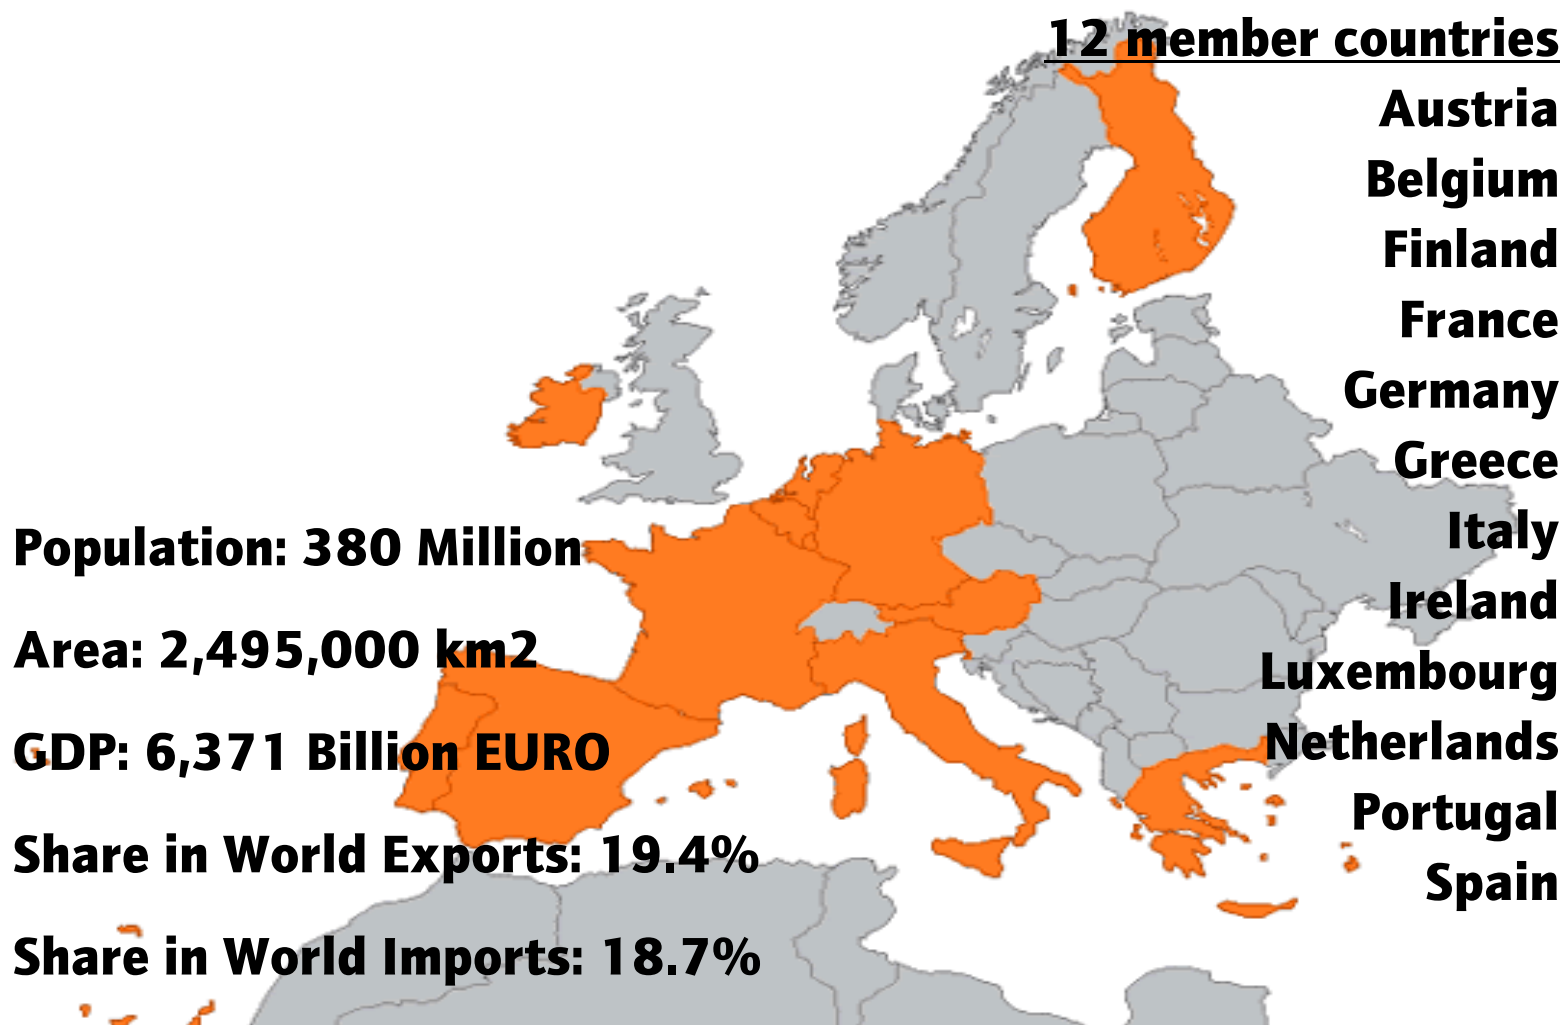 12 member countries
Austria
Belgium
Finland
France
Germany
Greece
Italy
Ireland
Luxembourg
Netherlands
Portugal
Spain
Population: 380 Million
Area: 2,495,000 km2
GDP: 6,371 Billion EURO
Share in World Exports: 19.4%
Share in World Imports: 18.7%